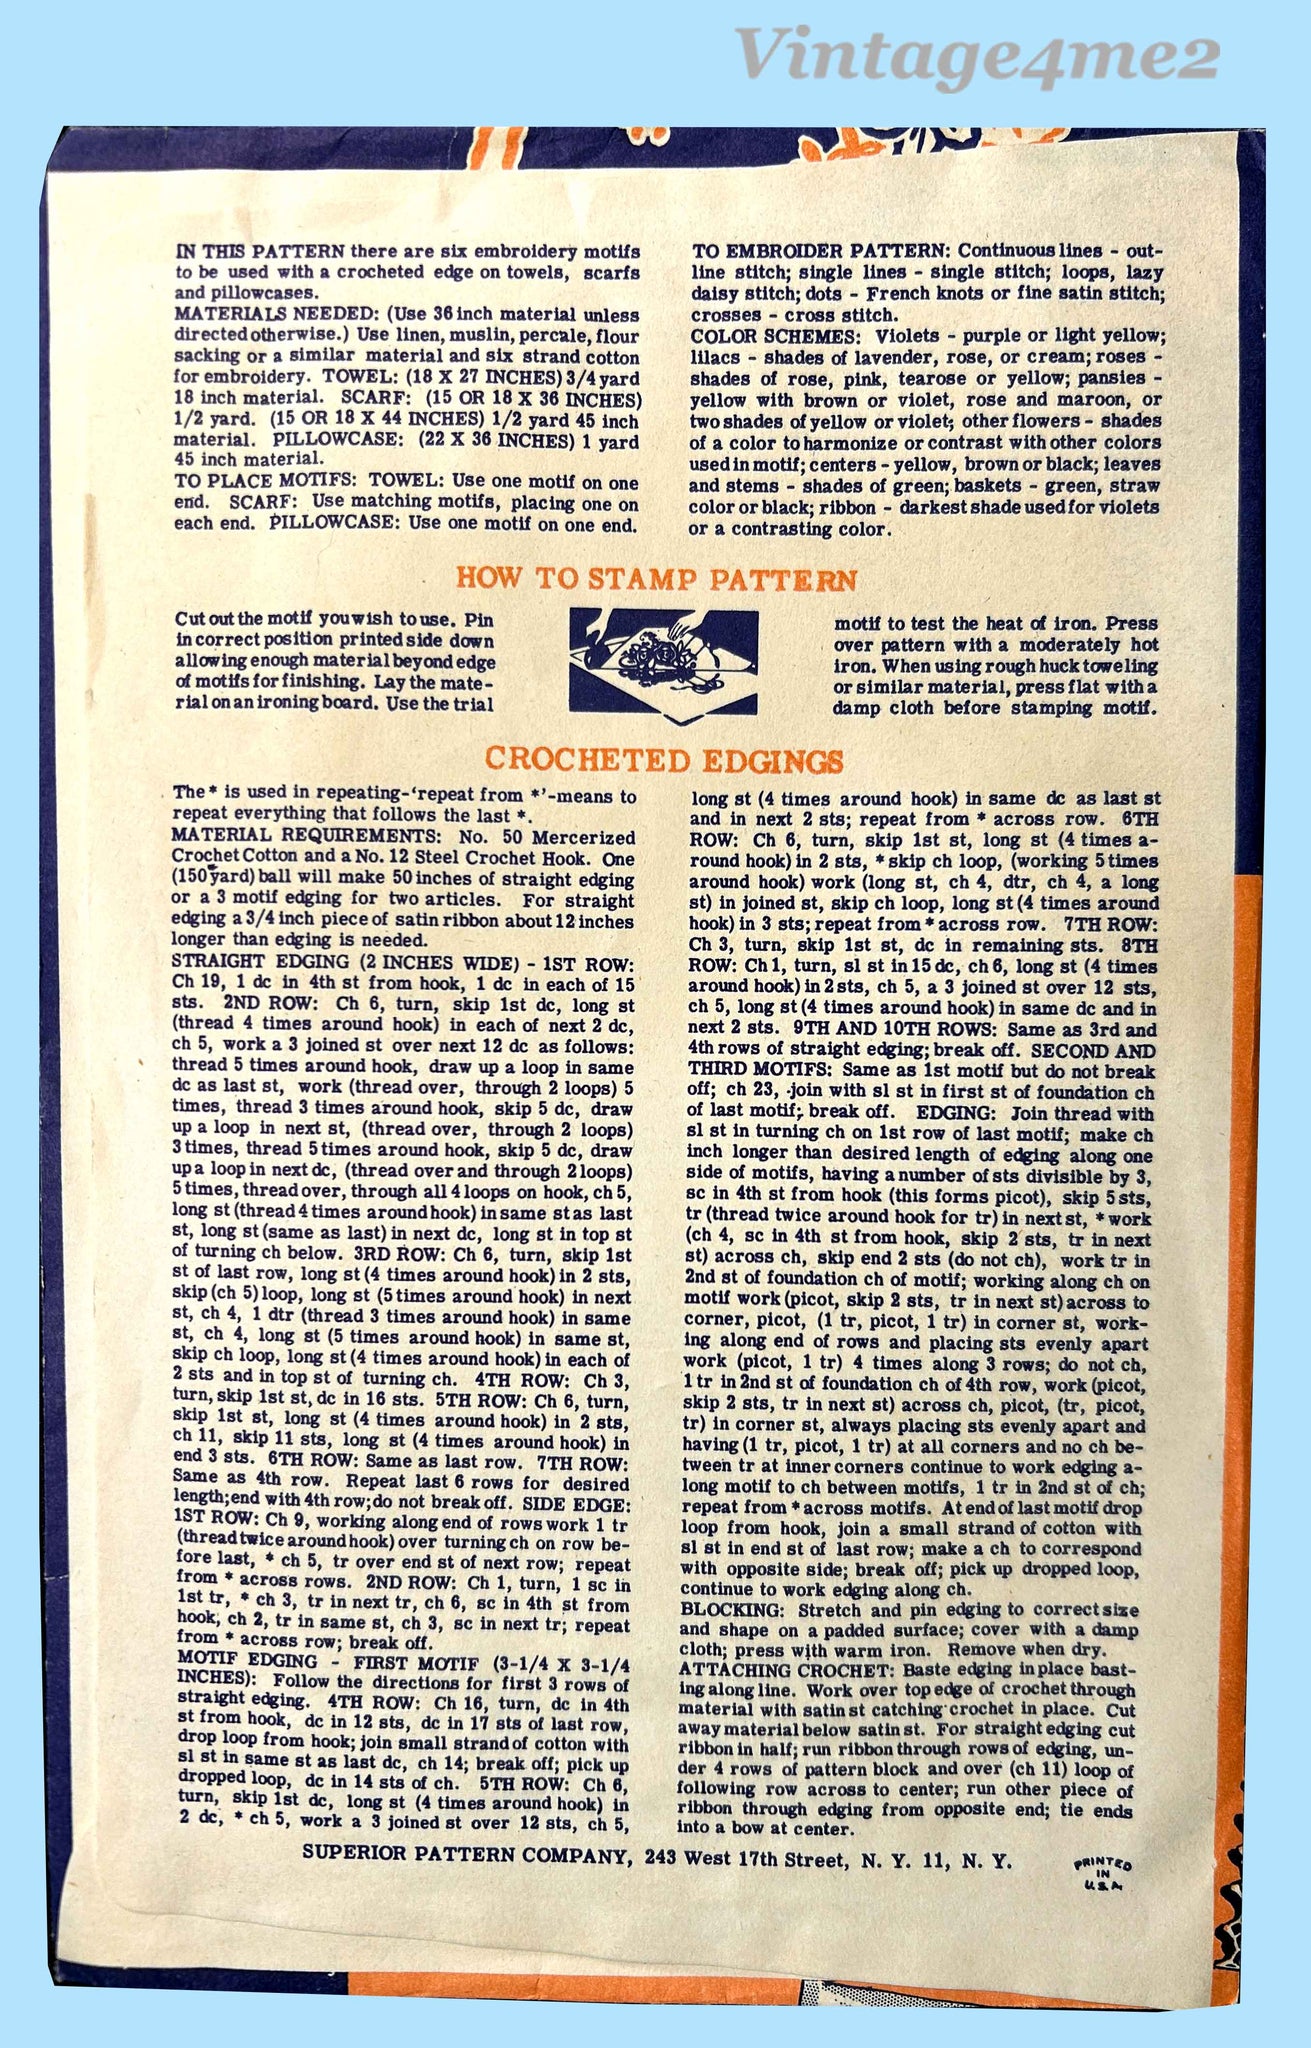 Vintage4me2
IN THIS PATTERN there are six embroidery motifs
to be used with a crocheted edge on towels, scarfs
and pillowcases.
MATERIALS NEEDED: (Use 36 inch material unless
directed otherwise.) Use linen, muslin, percale, flour
sacking or a similar material and six strand cotton
for embroidery. TOWEL: (18 X 27 INCHES) 3/4 yard
18 inch material. SCARF: (15 OR 18 X 36 INCHES)
1/2 yard. (15 OR 18 X 44 INCHES) 1/2 yard 45 inch
material. PILLOWCASE: (22 X 36 INCHES) 1 yard
45 inch material.
TO PLACE MOTIFS: TOWEL: Use one motif on one
end. SCARF: Use matching motifs, placing one on
each end. PILLOWCASE: Use one motif on one end.
TO EMBROIDER PATTERN: Continuous lines - out-
line stitch; single lines - single stitch; loops, lazy
daisy stitch; dots - French knots or fine satin stitch;
crosses - cross stitch.
COLOR SCHEMES: Violets - purple or light yellow;
lilacs - shades of lavender, rose, or cream; roses -
shades of rose, pink, tearose or yellow; pansies -
yellow with brown or violet, rose and maroon, or
two shades of yellow or violet; other flowers - shades
of a color to harmonize or contrast with other colors
used in motif; centers - yellow, brown or black; leaves
and stems - shades of green; baskets - green, straw
color or black; ribbon - darkest shade used for violets
or a contrasting color.
HOW TO STAMP PATTERN
Cut out the motif you wish to use. Pin
in correct position printed side down
allowing enough material beyond edge
of motifs for finishing. Lay the mate-
rial on an ironing board. Use the trial
motif to test the heat of iron. Press
over pattern with a moderately hot
iron. When using rough huck toweling
or similar material, press flat with a
damp cloth before stamping motif.
CROCHETED EDGINGS
The * is used in repeating-'repeat from *'-means to
repeat everything that follows the last *.
MATERIAL REQUIREMENTS: No. 50 Mercerized
Crochet Cotton and a No. 12 Steel Crochet Hook. One
(150 yard) ball will make 50 inches of straight edging
or a 3 motif edging for two articles. For straight
edging a 3/4 inch piece of satin ribbon about 12 inches
longer than edging is needed.
STRAIGHT EDGING (2 INCHES WIDE) - 1ST ROW:
Ch 19, 1 dc in 4th st from hook, 1 dc in each of 15
sts. 2ND ROW: Ch 6, turn, skip 1st dc, long st
(thread 4 times around hook) in each of next 2 dc,
ch 5, work a 3 joined st over next 12 dc as follows:
thread 5 times around hook, draw up a loop in same
dc as last st, work (thread over, through 2 loops) 5
times, thread 3 times around hook, skip 5 dc, draw
up a loop in next st, (thread over, through 2 loops)
3 times, thread 5 times around hook, skip 5 dc, draw
up a loop in next dc, (thread over and through 2 loops)
5 times, thread over, through all 4 loops on hook, ch 5,
long st (thread 4 times around hook) in same st as last
st, long st (same as last) in next dc, long st in top st
of turning ch below. 3RD ROW: Ch 6, turn, skip 1st
st of last row, long st (4 times around hook) in 2 sts,
skip (ch 5) loop, long st (5 times around hook) in next
st, ch 4, 1 dtr (thread 3 times around hook) in same
st, ch 4, long st (5 times around hook) in same st,
skip ch loop, long st (4 times around hook) in each of
2 sts and in top st of turning ch. 4TH ROW: Ch 3,
turn, skip 1st st, dc in 16 sts. 5TH ROW: Ch 6, turn,
skip 1st st, long st (4 times around hook) in 2 sts,
ch 11, skip 11 sts, long st (4 times around hook) in
end 3 sts. 6TH ROW: Same as last row. 7TH ROW:
Same as 4th row. Repeat last 6 rows for desired
length; end with 4th row; do not break off. SIDE EDGE:
1ST ROW: Ch 9, working along end of rows work 1 tr
(thread twice around hook) over turning ch on row be-
fore last, * ch 5, tr over end st of next row; repeat
from * across rows. 2ND ROW: Ch 1, turn, 1 sc in
1st tr, * ch 3, tr in next tr, ch 6, sc in 4th st from
hook, ch 2, tr in same st, ch 3, sc in next tr; repeat
from * across row; break off.
MOTIF EDGING - FIRST MOTIF (3-1/4 X 3-1/4
INCHES): Follow the directions for first 3 rows of
straight edging. 4TH ROW: Ch 16, turn, dc in 4th
st from hook, dc in 12 sts, dc in 17 sts of last row,
drop loop from hook; join small strand of cotton with
sl st in same st as last dc, ch 14; break off; pick up
dropped loop, dc in 14 sts of ch. 5TH ROW: Ch 6,
turn, skip 1st dc, long st (4 times around hook) in
2 dc, * ch 5, work a 3 joined st over 12 sts, ch 5,
long st (4 times around hook) in same dc as last st
and in next 2 sts; repeat from * across row. 6TH
ROW: Ch 6, turn, skip 1st st, long st (4 times a-
round hook) in 2 sts, * skip ch loop, (working 5 times
around hook) work (long st, ch 4, dtr, ch 4, a long
st) in joined st, skip ch loop, long st (4 times around
hook) in 3 sts; repeat from * across row. 7TH ROW:
Ch 3, turn, skip 1st st, dc in remaining sts. 8TH
ROW: Ch 1, turn, sl st in 15 dc, ch 6, long st (4 times
around hook) in 2 sts, ch 5, a 3 joined st over 12 sts,
ch 5, long st (4 times around hook) in same dc and in
next 2 sts. 9TH AND 10TH ROWS: Same as 3rd and
4th rows of straight edging; break off. SECOND AND
THIRD MOTIFS: Same as 1st motif but do not break
off; ch 23, join with sl st in first st of foundation ch
of last motif; break off. EDGING: Join thread with
sl st in turning ch on 1st row of last motif; make ch
inch longer than desired length of edging along one
side of motifs, having a number of sts divisible by 3,
sc in 4th st from hook (this forms picot), skip 5 sts,
tr (thread twice around hook for tr) in next st, * work
(ch 4, sc in 4th st from hook, skip 2 sts, tr in next
st) across ch, skip end 2 sts (do not ch), work tr in
2nd st of foundation ch of motif; working along ch on
motif work (picot, skip 2 sts, tr in next st) across to
corner, picot, (1 tr, picot, 1 tr) in corner st, work-
ing along end of rows and placing sts evenly apart
work (picot, 1 tr) 4 times along 3 rows; do not ch,
1 tr in 2nd st of foundation ch of 4th row, work (picot,
skip 2 sts, tr in next st) across ch, picot, (tr, picot,
tr) in corner st, always placing sts evenly apart and
having (1 tr, picot, 1 tr) at all corners and no ch be-
tween tr at inner corners continue to work edging a-
long motif to ch between motifs, 1 tr in 2nd st of ch;
repeat from * across motifs. At end of last motif drop
loop from hook, join a small strand of cotton with
sl st in end st of last row; make a ch to correspond
with opposite side; break off; pick up dropped loop,
continue to work edging along ch.
BLOCKING: Stretch and pin edging to correct size
and shape on a padded surface; cover with a damp
cloth; press with warm iron. Remove when dry.
ATTACHING CROCHET: Baste edging in place bast-
ing along line. Work over top edge of crochet through
material with satin st catching crochet in place. Cut
away material below satin st. For straight edging cut
ribbon in half; run ribbon through rows of edging, un-
der 4 rows of pattern block and over (ch 11) loop of
following row across to center; run other piece of
ribbon through edging from opposite end; tie ends
into a bow at center.
SUPERIOR PATTERN COMPANY, 243 West 17th Street, N. Y. 11, N. Y.
PRINTED
IN
U.S.A